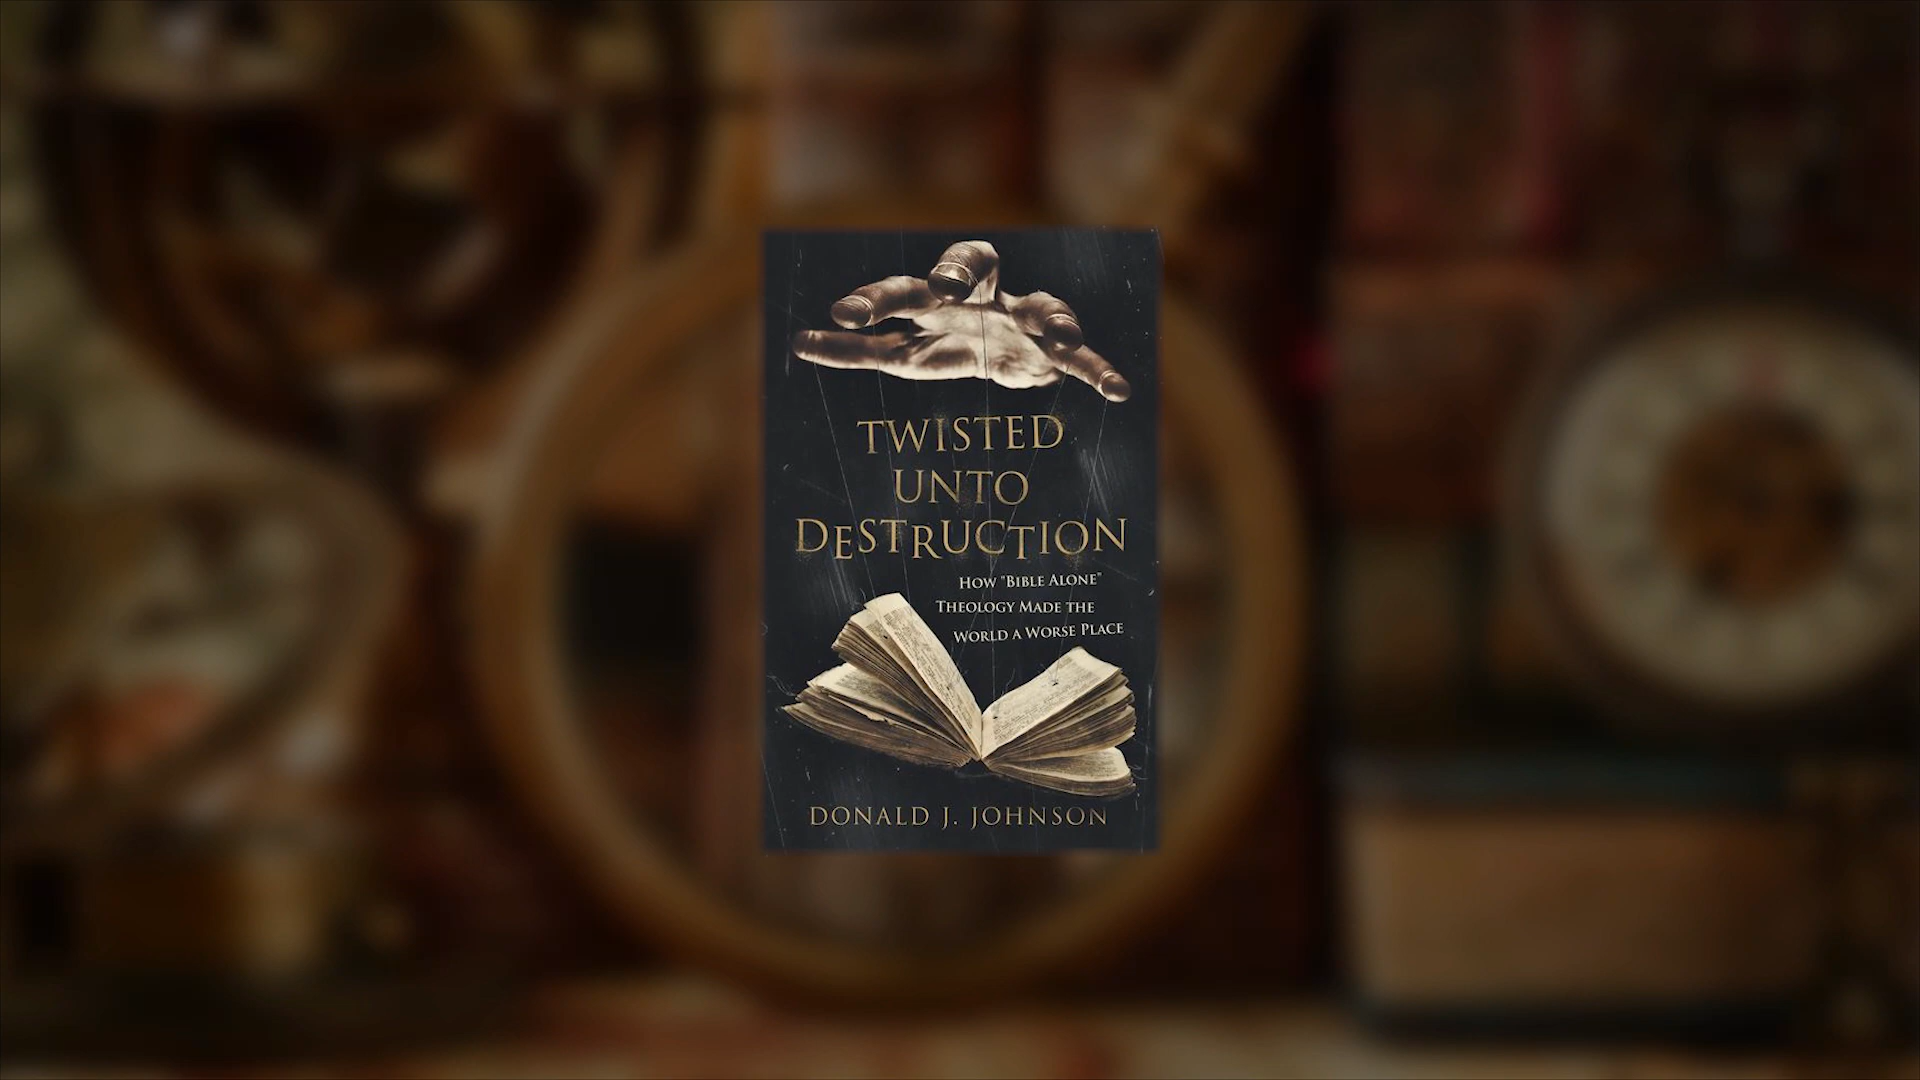 TWISTED
UNTO
DESTRUCTION
HOW "BIBLE ALONE"
THEOLOGY MADE THE
WORLD A WORSE PLACE
DONALD J. JOHNSON